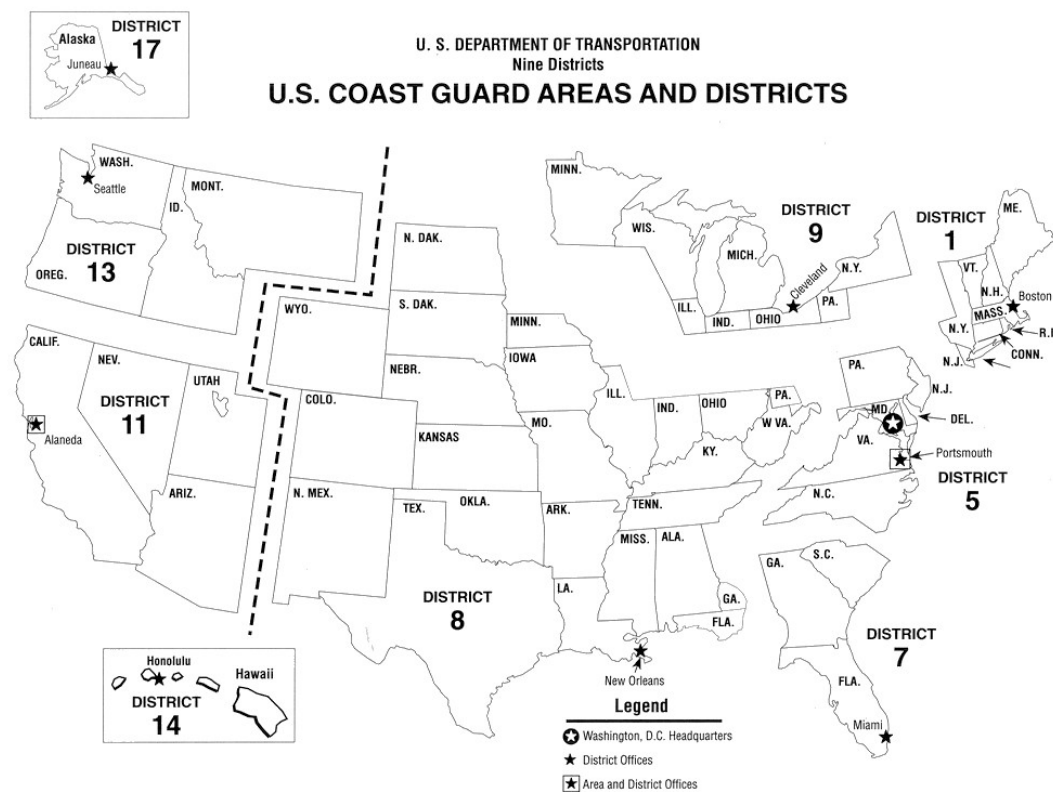 DISTRICT
17
Alaska
Juneau
U. S. DEPARTMENT OF TRANSPORTATION
Nine Districts
U.S. COAST GUARD AREAS AND DISTRICTS
WASH.
Seattle
ID.
MONT.
DISTRICT
13
OREG.
N. DAK.
S. DAK.
WYO.
NEBR.
MINN.
WIS.
MICH.
DISTRICT
9
Cleveland
N.Y.
ILL.
IND.
OHIO
PA.
DISTRICT
1
ME.
VT.
N.H.
Boston
MASS.
N.Y.
R.I
CONN.
N.J.
CALIF.
NEV.
UTAH
DISTRICT
11
Alaneda
ARIZ.
COLO.
KANSAS
N. MEX.
TEX.
OKLA.
MINN.
IOWA
MO.
ILL.
IND.
OHIO
PA.
W VA.
KY.
ARK.
TENN.
MISS.
ALA.
LA.
GA.
FLA.
DISTRICT
8
New Orleans
PA.
N.J.
MD.
DEL.
VA.
Portsmouth
DISTRICT
5
N.C.
GA.
S.C.
DISTRICT
7
FLA.
Miami
Honolulu
Hawaii
DISTRICT
14
Legend
Washington, D.C. Headquarters
District Offices
Area and District Offices